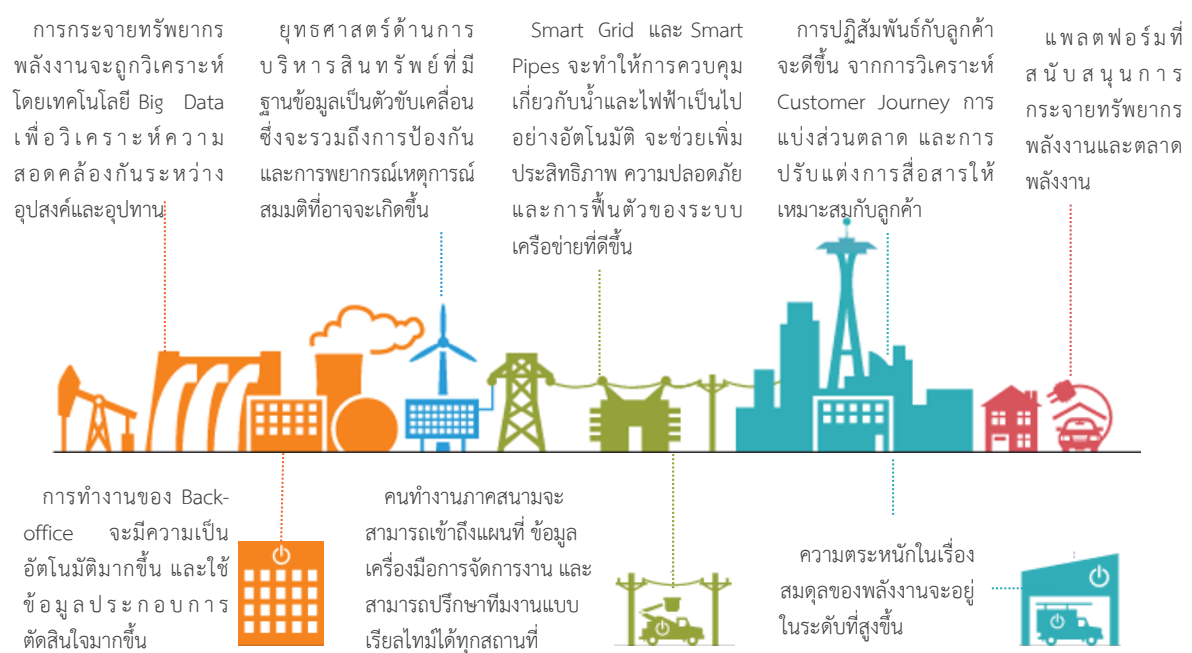 การกระจายทรัพยากร
พลังงานจะถูกวิเคราะห์
โดยเทคโนโลยี Big Data
เพื่อวิเคราะห์ความ
สอดคล้องกันระหว่าง
อุปสงค์และอุปทาน
ยุทธศาสตร์ด้านการ
บริหารสินทรัพย์ที่มี
ฐานข้อมูลเป็นตัวขับเคลื่อน
ซึ่งจะรวมถึงการป้องกัน
และการพยากรณ์เหตุการณ์
สมมติที่อาจจะเกิดขึ้น
Smart Grid และ Smart
Pipes จะทำให้การควบคุม
เกี่ยวกับน้ำและไฟฟ้าเป็นไป
อย่างอัตโนมัติ จะช่วยเพิ่ม
ประสิทธิภาพ ความปลอดภัย
และการฟื้นตัวของระบบ
เครือข่ายที่ดีขึ้น
การปฏิสัมพันธ์กับลูกค้า
จะดีขึ้น จากการวิเคราะห์
Customer Journey การ
แบ่งส่วนตลาด และการ
ปรับแต่งการสื่อสารให้
เหมาะสมกับลูกค้า
แพลตฟอร์มที่
สนับสนุนการ
กระจายทรัพยากร
พลังงานและตลาด
พลังงาน
การทำงานของ Back-
office จะมีความเป็น
อัตโนมัติมากขึ้น และใช้
ข้อมูลประกอบการ
ตัดสินใจมากขึ้น
คนทำงานภาคสนามจะ
สามารถเข้าถึงแผนที่ ข้อมูล
เครื่องมือการจัดการงาน และ
สามารถปรึกษาทีมงานแบบ
เรียลไทม์ได้ทุกสถานที่
ความตระหนักในเรื่อง
สมดุลของพลังงานจะอยู่
ในระดับที่สูงขึ้น